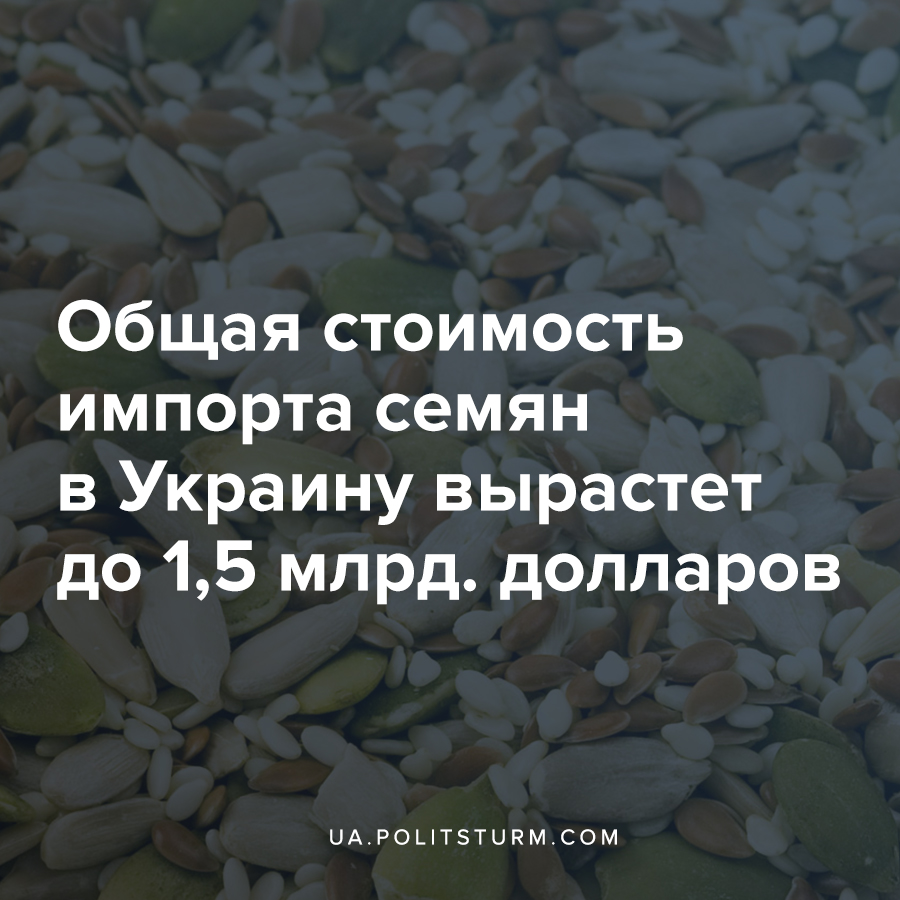 Общая стоимость
импорта семян
в Украину вырастет
до 1,5 млрд. долларов
UA.POLITSTURM.COM